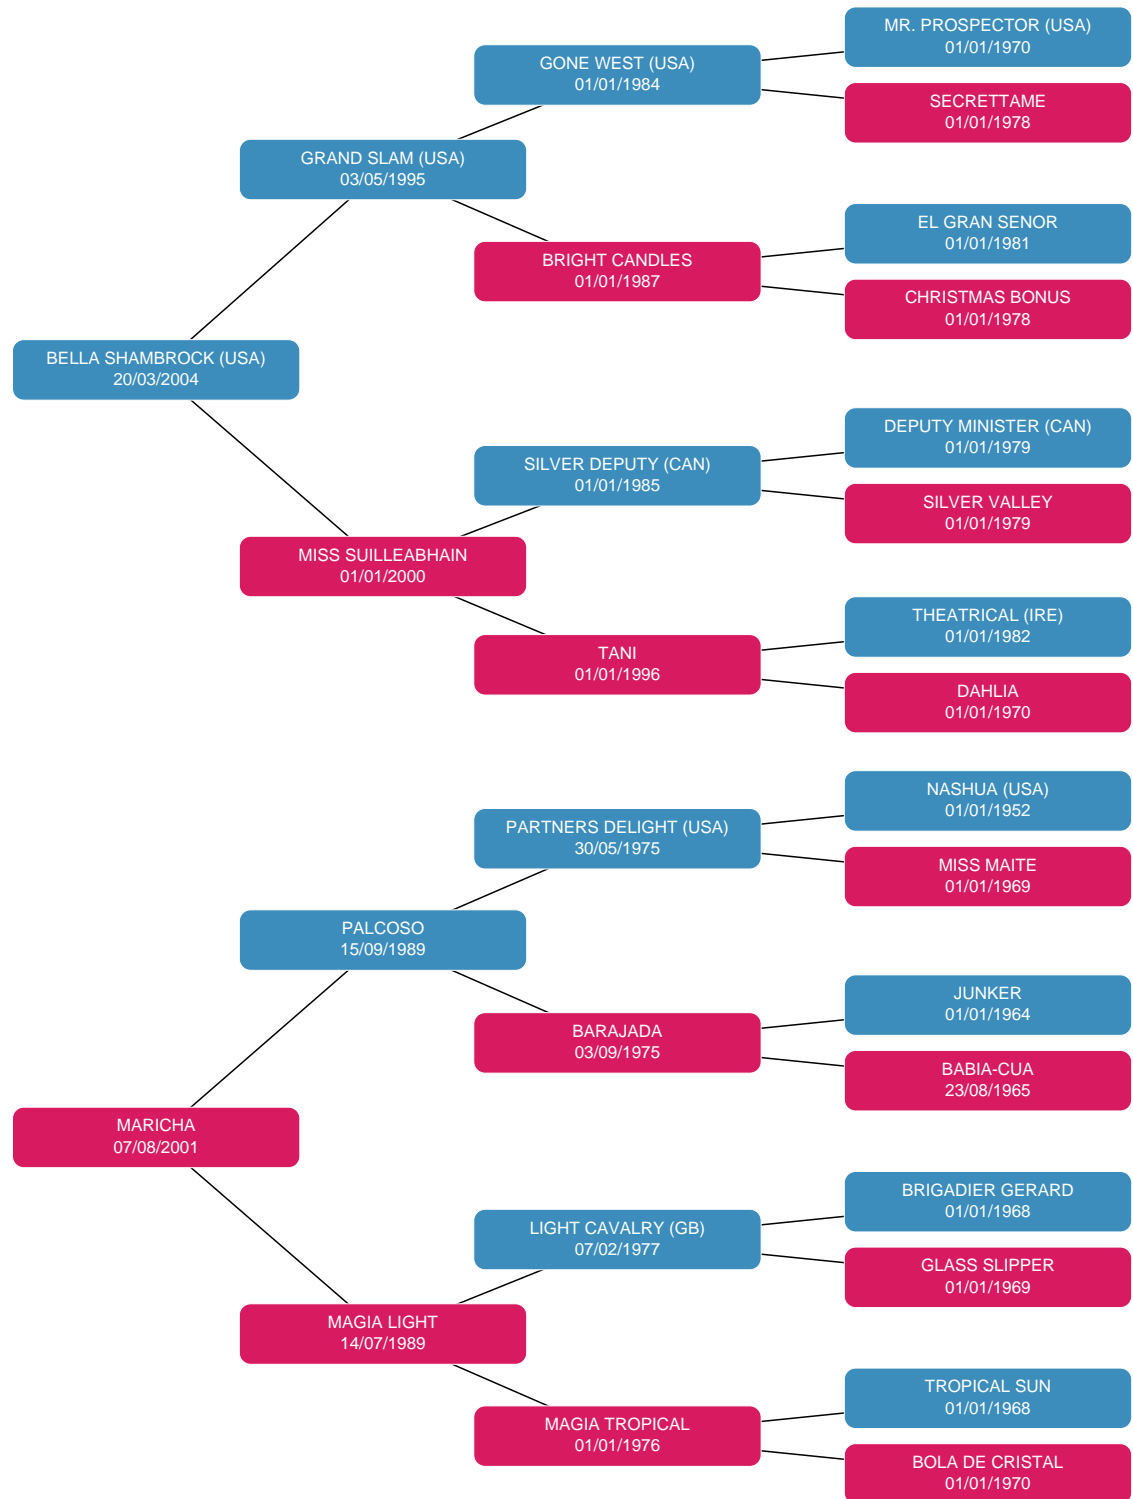 MR. PROSPECTOR (USA)
01/01/1970
GONE WEST (USA)
01/01/1984
SECRETTAME
01/01/1978
GRAND SLAM (USA)
03/05/1995
EL GRAN SENOR
01/01/1981
BRIGHT CANDLES
01/01/1987
CHRISTMAS BONUS
01/01/1978
BELLA SHAMBROCK (USA)
20/03/2004
DEPUTY MINISTER (CAN)
01/01/1979
SILVER DEPUTY (CAN)
01/01/1985
SILVER VALLEY
01/01/1979
MISS SUILLEABHAIN
01/01/2000
THEATRICAL (IRE)
01/01/1982
TANI
01/01/1996
DAHLIA
01/01/1970
NASHUA (USA)
01/01/1952
PARTNERS DELIGHT (USA)
30/05/1975
MISS MAITE
01/01/1969
PALCOSO
15/09/1989
JUNKER
01/01/1964
BARAJADA
03/09/1975
BABIA-CUA
23/08/1965
MARICHA
07/08/2001
BRIGADIER GERARD
01/01/1968
LIGHT CAVALRY (GB)
07/02/1977
GLASS SLIPPER
01/01/1969
MAGIA LIGHT
14/07/1989
TROPICAL SUN
01/01/1968
MAGIA TROPICAL
01/01/1976
BOLA DE CRISTAL
01/01/1970